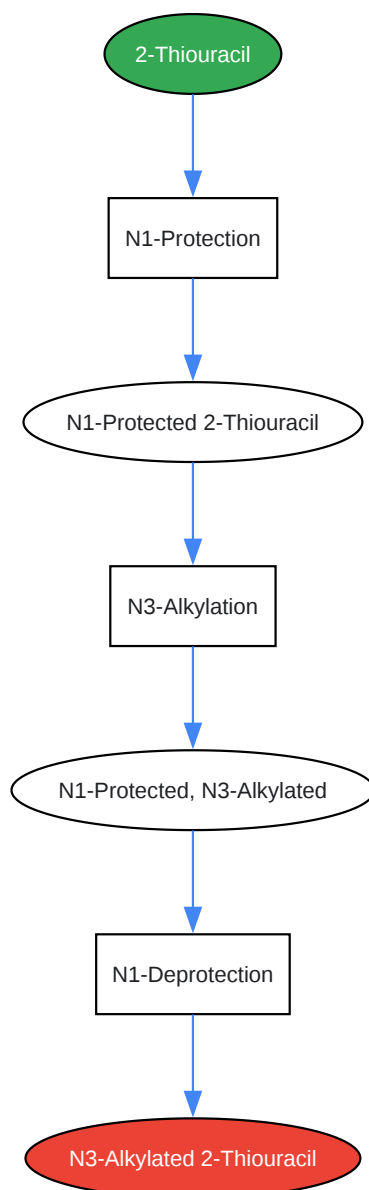 2-Thiouracil
N1-Protection
N1-Protected 2-Thiouracil
N3-Alkylation
N1-Protected, N3-Alkylated
N1-Deprotection
N3-Alkylated 2-Thiouracil